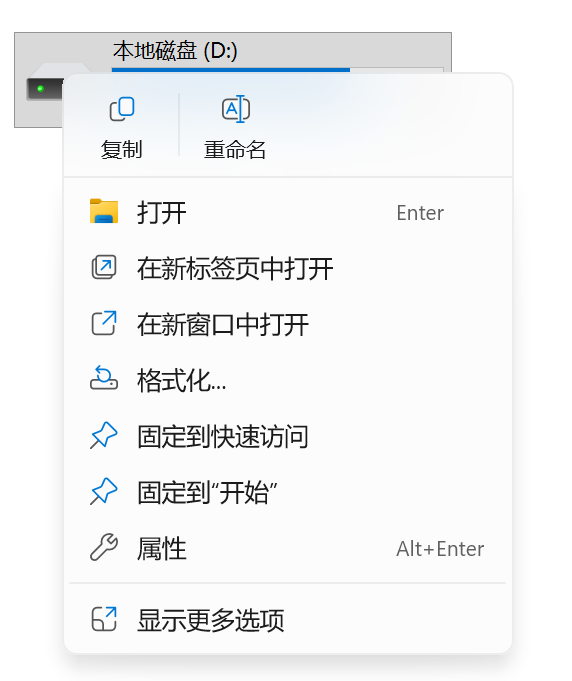 本地磁盘 (D:)
复制 重命名
打开 Enter
在新标签页中打开
在新窗口中打开
格式化...
固定到快速访问
固定到“开始”
属性 Alt+Enter
显示更多选项